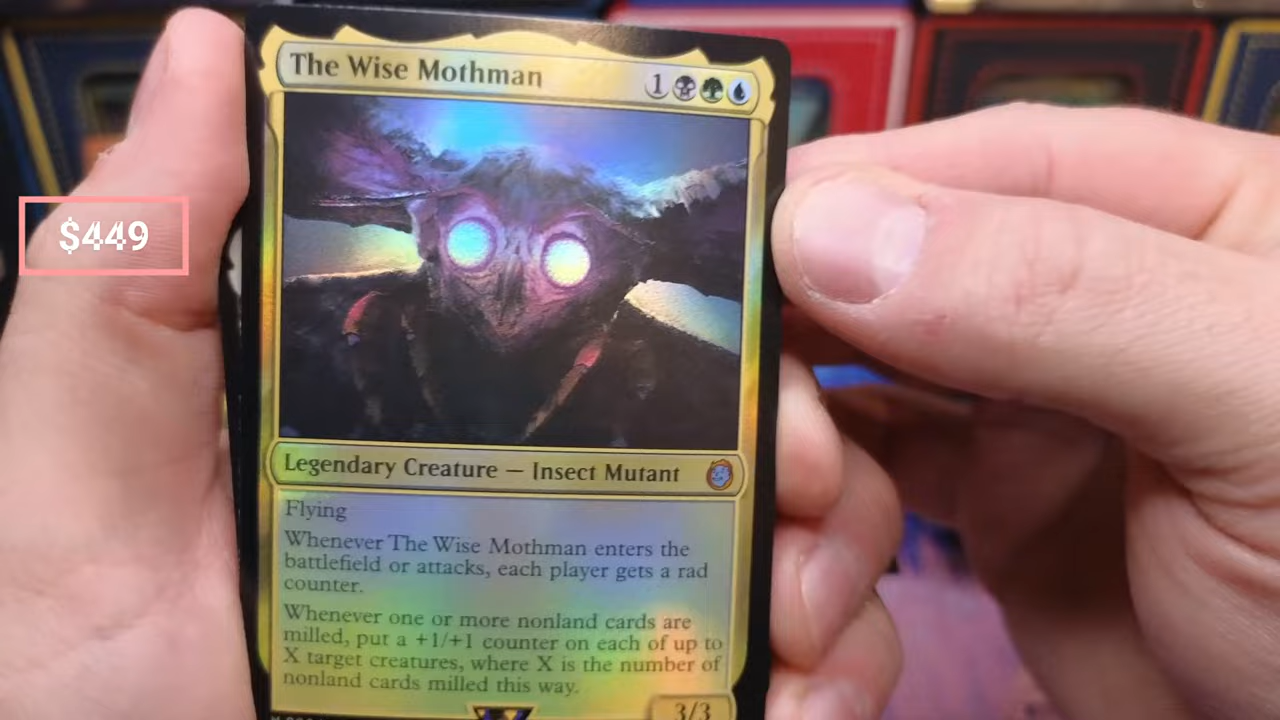 The Wise Mothman
1
$449
Legendary Creature — Insect Mutant
Flying
Whenever The Wise Mothman enters the
battlefield or attacks, each player gets a rad
counter.
Whenever one or more nonland cards are
milled, put a +1/+1 counter on each of up to
X target creatures, where X is the number of
nonland cards milled this way.
3/3